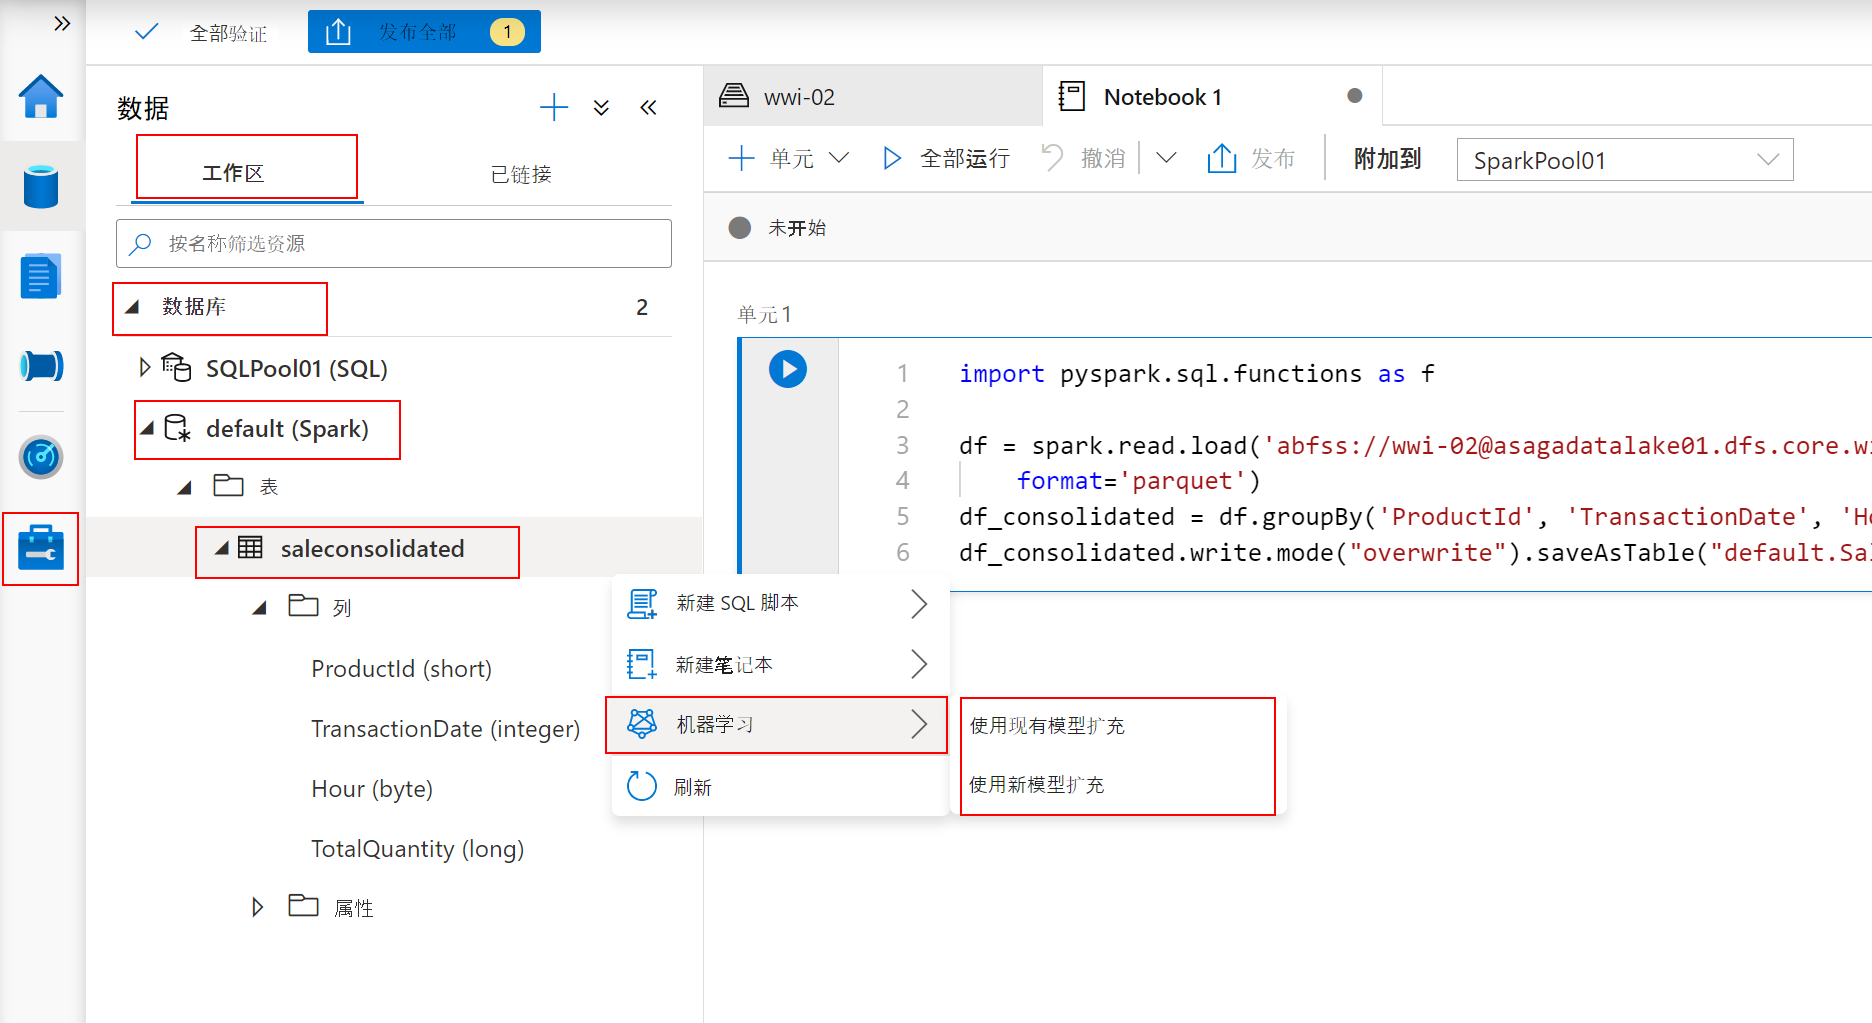 全部验证
发布全部 1
数据
工作区 已链接
按名称筛选资源
数据库 2
SQLPool01 (SQL)
default (Spark)
表
saleconsolidated
列
ProductId (short)
TransactionDate (integer)
Hour (byte)
TotalQuantity (long)
属性
wwi-02
Notebook 1
单元 全部运行 撤消 发布 附加到 SparkPool01
未开始
单元 1
1 import pyspark.sql.functions as f
2
3 df = spark.read.load('abfss://wwi-02@asagadatalake01.dfs.core.wi
4 format='parquet')
5 df_consolidated = df.groupBy('ProductId', 'TransactionDate', 'Ho
6 df_consolidated.write.mode("overwrite").saveAsTable("default.Sal
新建 SQL 脚本
新建笔记本
机器学习
刷新
使用现有模型扩充
使用新模型扩充